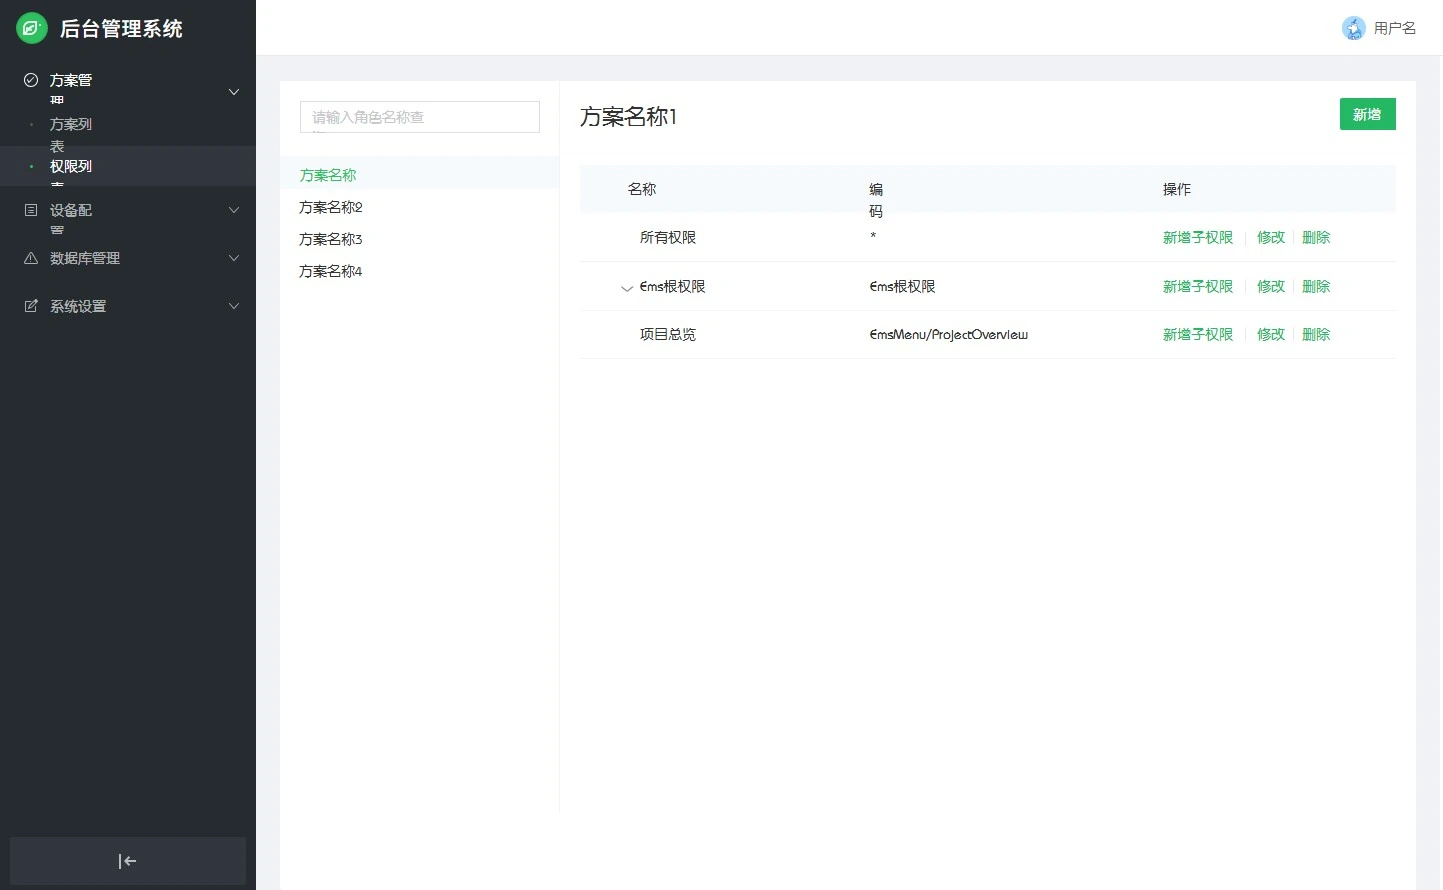 后台管理系统
用户名
方案管
理
方案列
表
权限列
设备配
置
数据库管理
系统设置
请输入角色名称查
方案名称
方案名称2
方案名称3
方案名称4
方案名称1
新增
名称 编 操作
码
所有权限 * 新增子权限 修改 删除
Ems根权限 Ems根权限 新增子权限 修改 删除
项目总览 EmsMenu/ProjectOverview 新增子权限 修改 删除